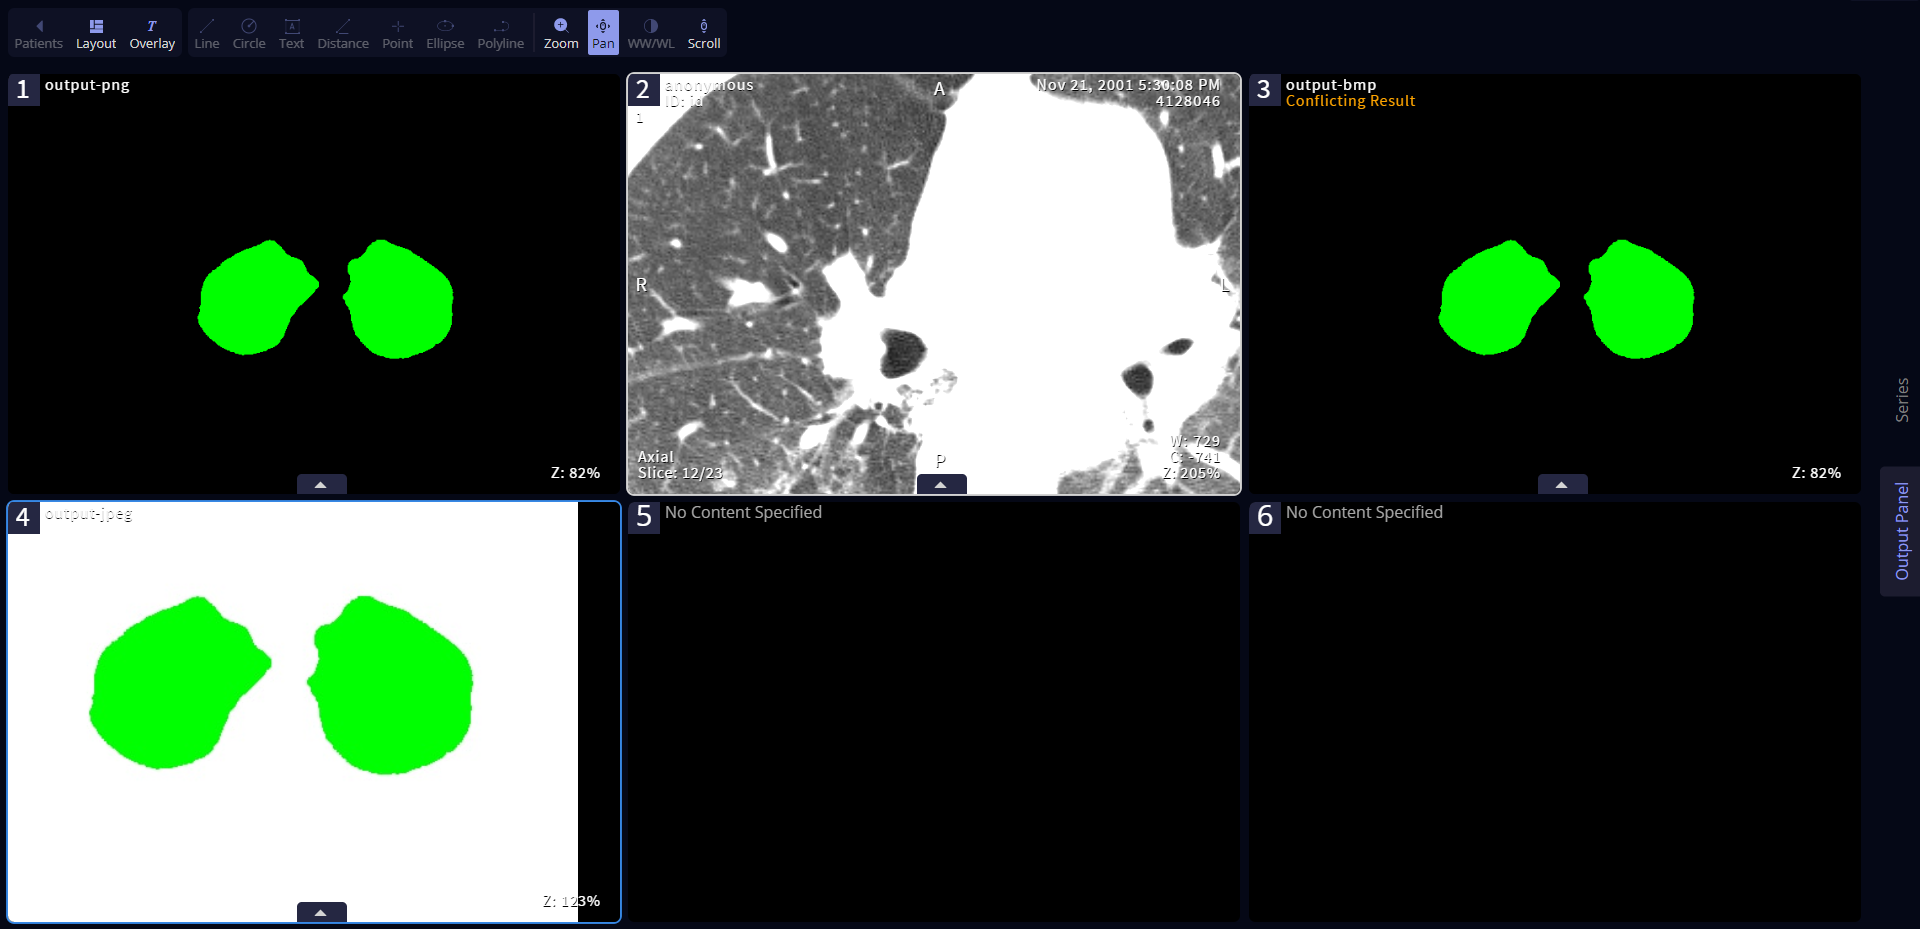 Patients Layout Overlay Line Circle Text Distance Point Ellipse Polyline Zoom Pan WW/WL Scroll
1 output-png
Z: 82%
2 anonymous
ID: id
1
A
Nov 21, 2001 5:30:08 PM
4128046
R
L
Axial
Slice: 12/23
P
W: 729
C: -741
Z: 205%
3 output-bmp
Conflicting Result
Z: 82%
4 output-jpeg
Z: 123%
5 No Content Specified
6 No Content Specified
Series
Output Panel